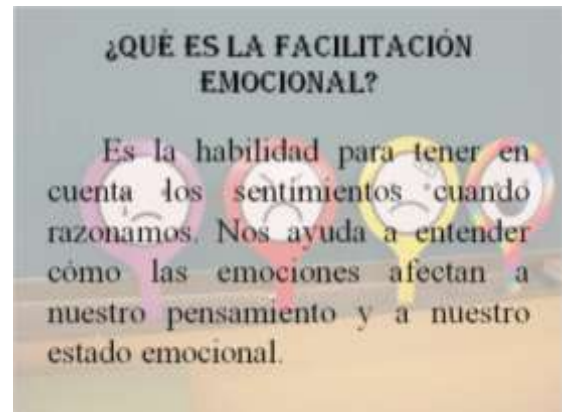 ¿QUÉ ES LA FACILITACIÓN
EMOCIONAL?
Es la habilidad para tener en
cuenta los sentimientos cuando
razonamos. Nos ayuda a entender
cómo las emociones afectan a
nuestro pensamiento y a nuestro
estado emocional.